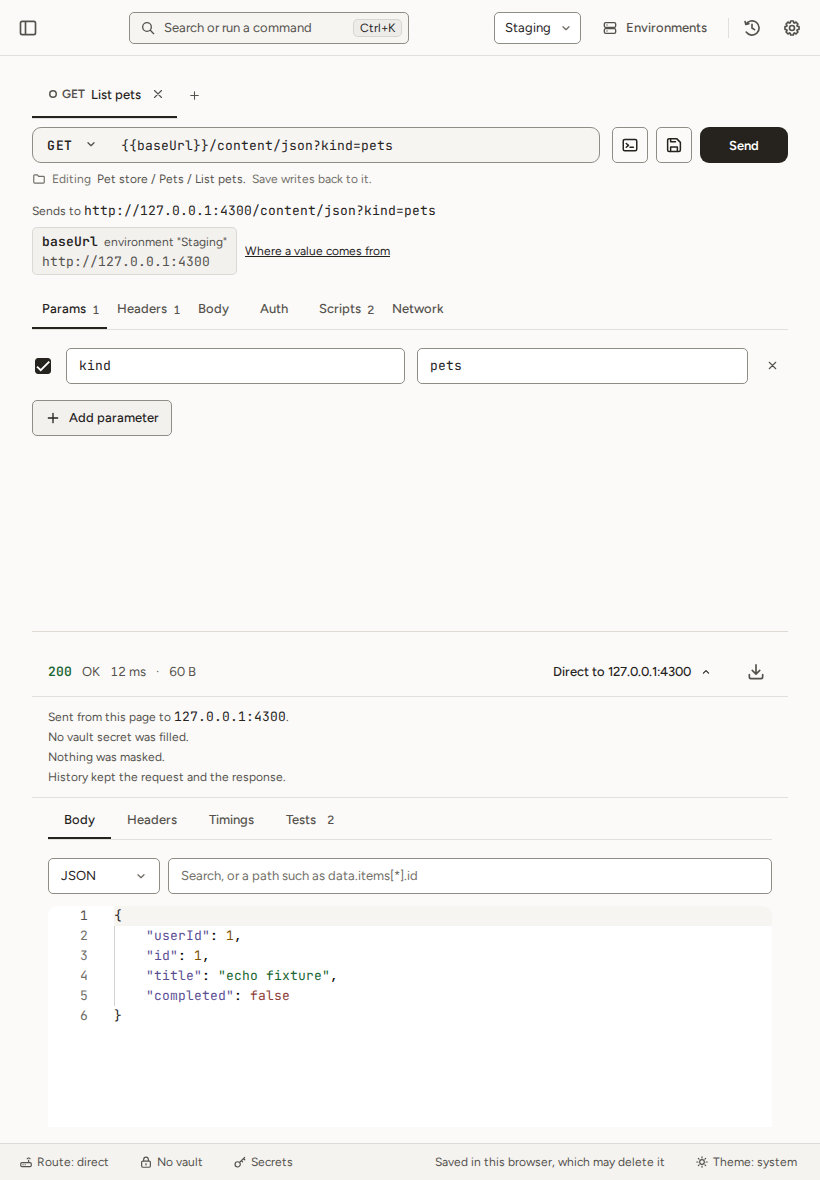 Search or run a command Ctrl+K Staging Environments
GET List pets
GET {{baseUrl}}/content/json?kind=pets Send
Editing Pet store / Pets / List pets. Save writes back to it.
Sends to http://127.0.0.1:4300/content/json?kind=pets
baseUrl environment "Staging"
http://127.0.0.1:4300
Where a value comes from
Params 1 Headers 1 Body Auth Scripts 2 Network
kind pets
Add parameter
200 OK 12 ms · 60 B Direct to 127.0.0.1:4300
Sent from this page to 127.0.0.1:4300.
No vault secret was filled.
Nothing was masked.
History kept the request and the response.
Body Headers Timings Tests 2
JSON Search, or a path such as data.items[*].id
1 {
2 "userId": 1,
3 "id": 1,
4 "title": "echo fixture",
5 "completed": false
6 }
Route: direct No vault Secrets Saved in this browser, which may delete it Theme: system